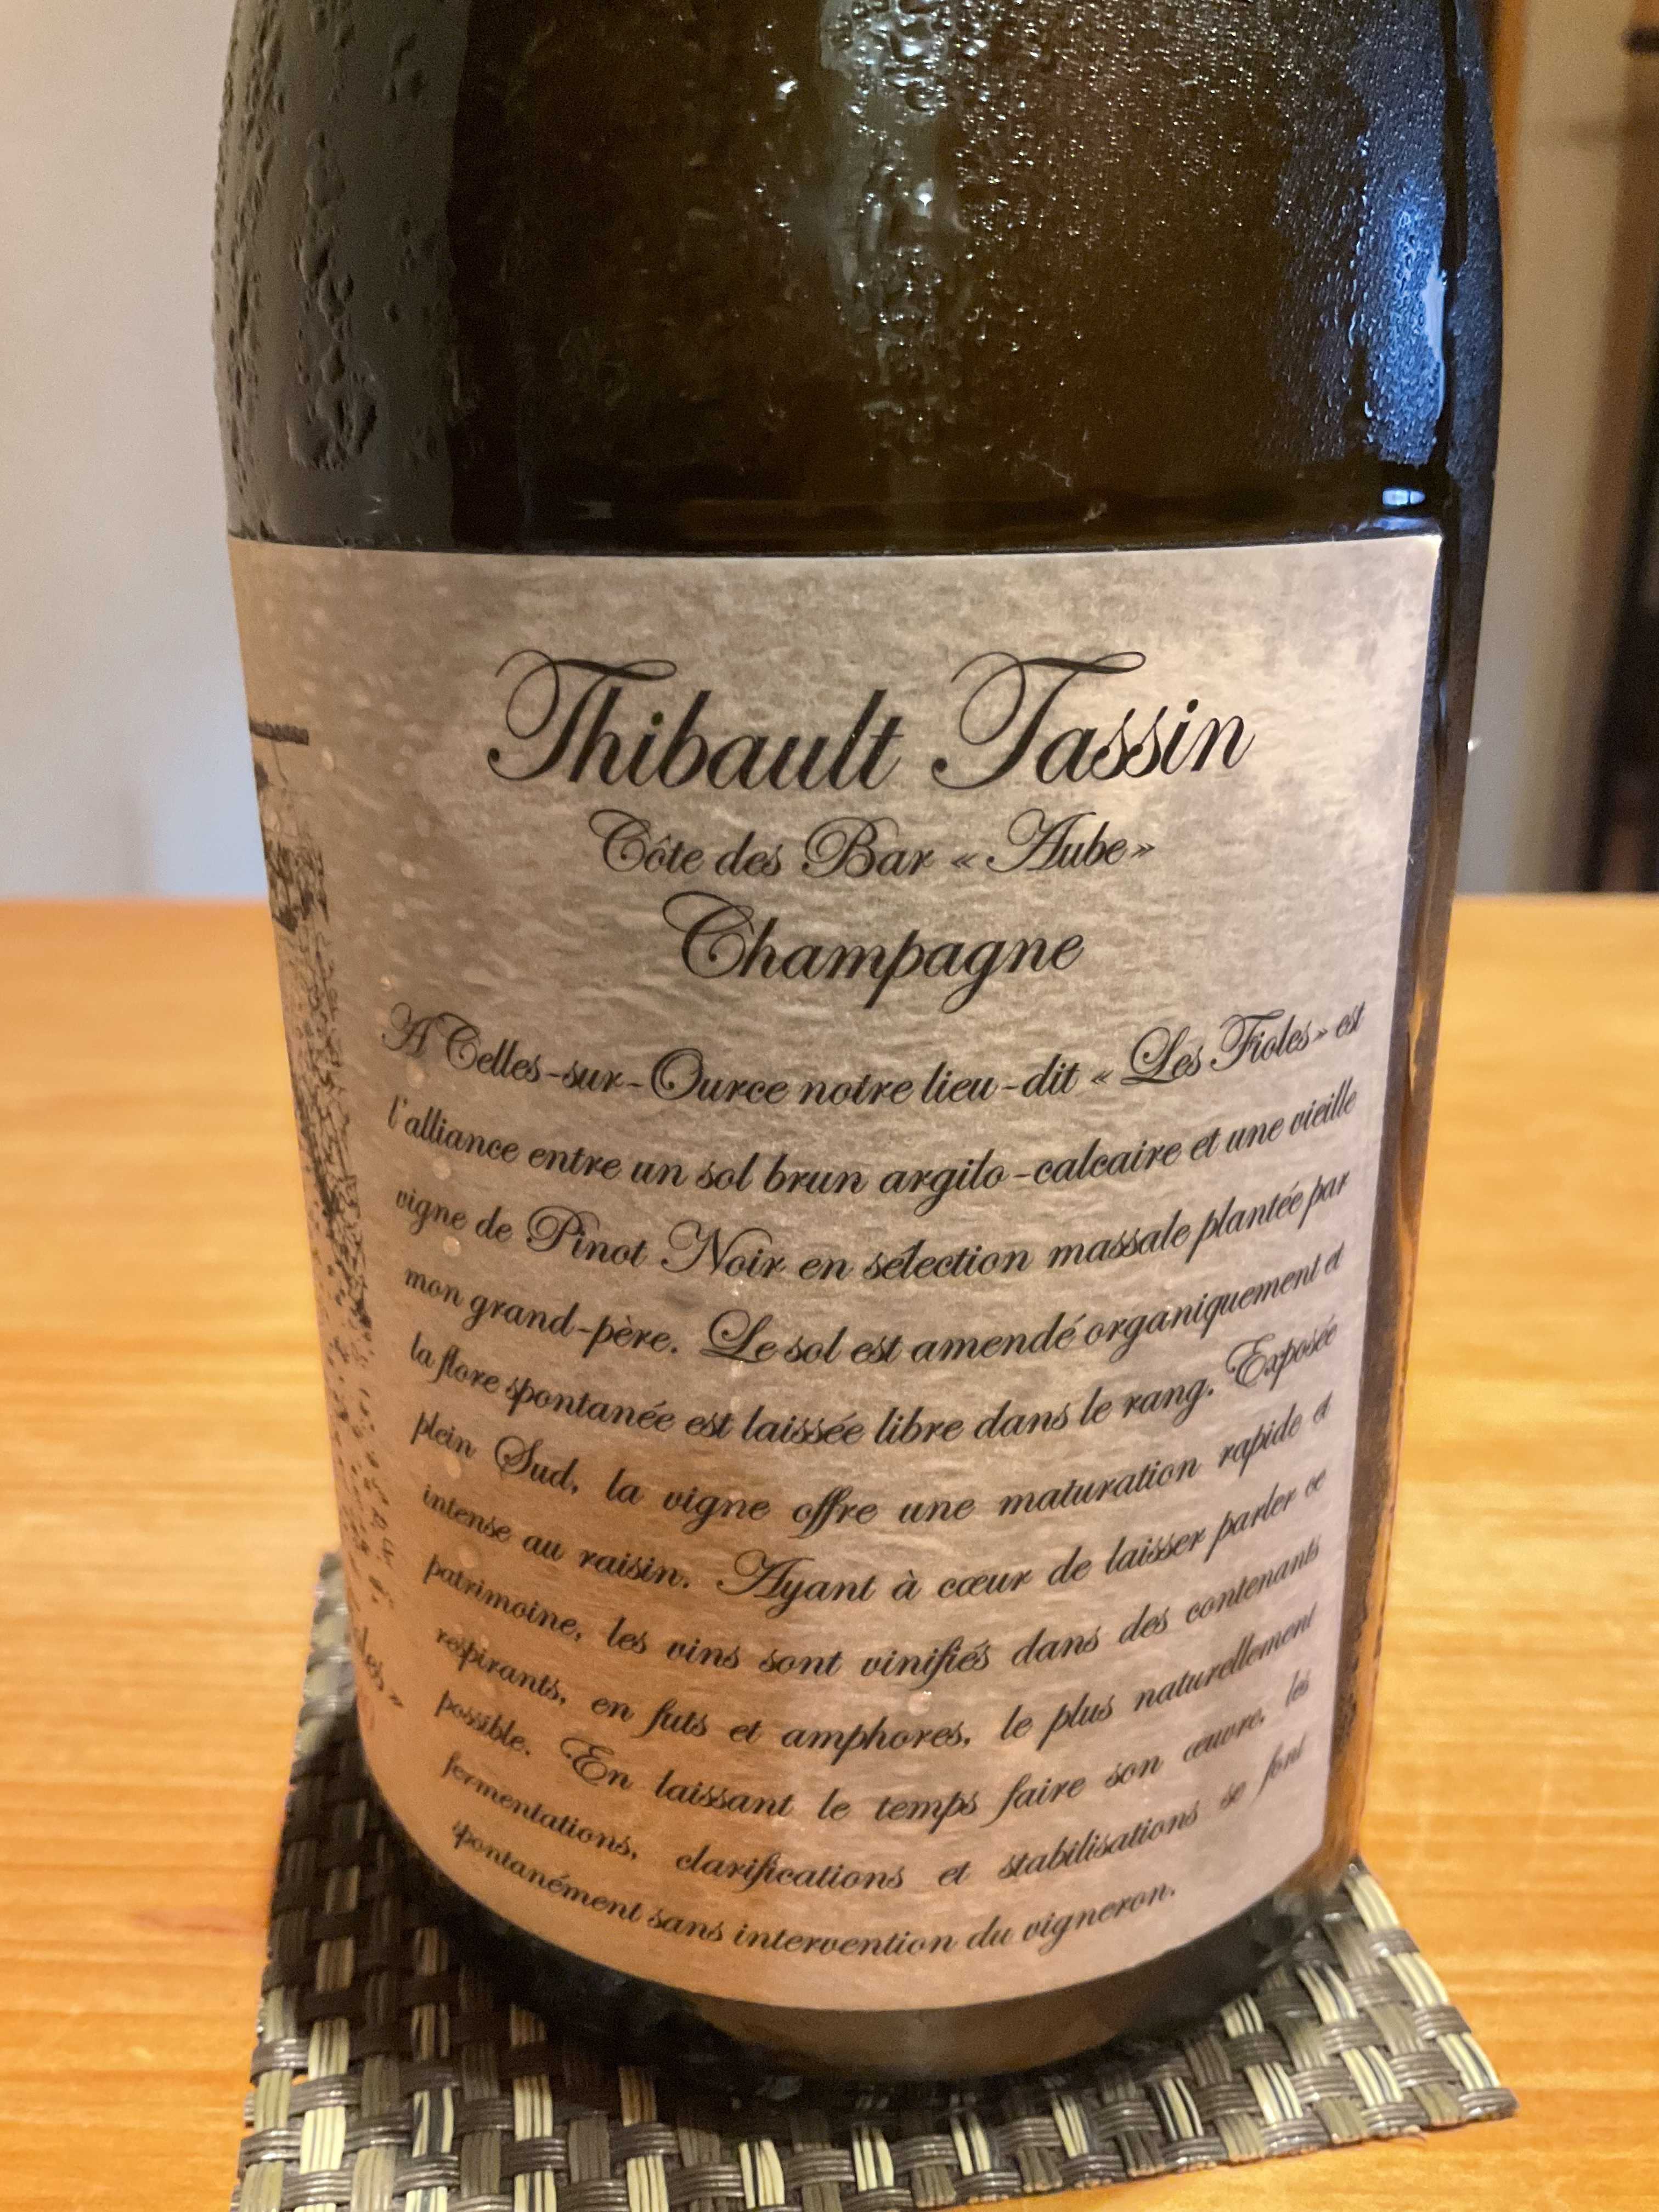 Thibault Tassin
Côte des Bar « Aube»
Champagne
A Celles-sur-Ource notre lieu-dit « Les Fioles» est
l'alliance entre un sol brun argilo-calcaire et une vieille
vigne de Pinot Noir en sélection massale plantée par
mon grand-père. Le sol est amendé organiquement et
la flore spontanée est laissée libre dans le rang. Exposée
plein Sud, la vigne offre une maturation rapide et
intense au raisin. Ayant à cœur de laisser parler ce
patrimoine, les vins sont vinifiés dans des contenants
respirants, en futs et amphores, le plus naturellement
possible. En laissant le temps faire son œuvre, les
fermentations, clarifications et stabilisations se font
spontanément sans intervention du vigneron.